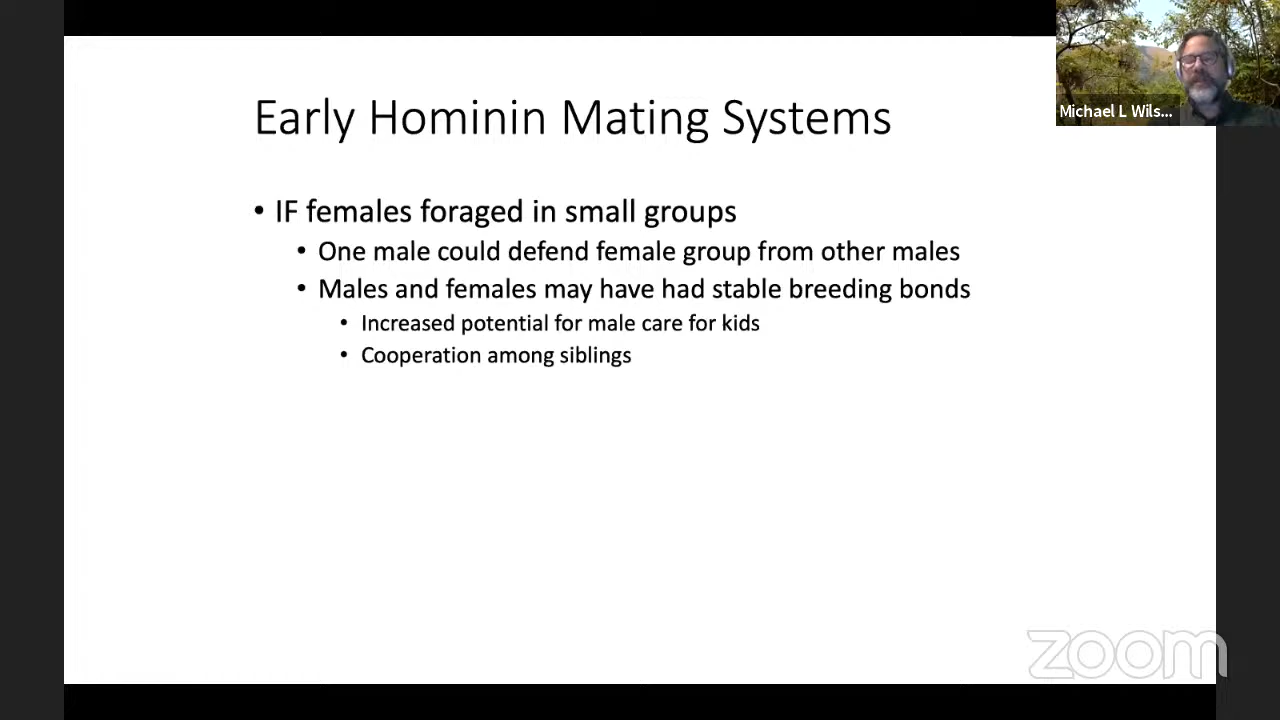 Michael L Wils...
Early Hominin Mating Systems
• IF females foraged in small groups
• One male could defend female group from other males
• Males and females may have had stable breeding bonds
• Increased potential for male care for kids
• Cooperation among siblings
zoom